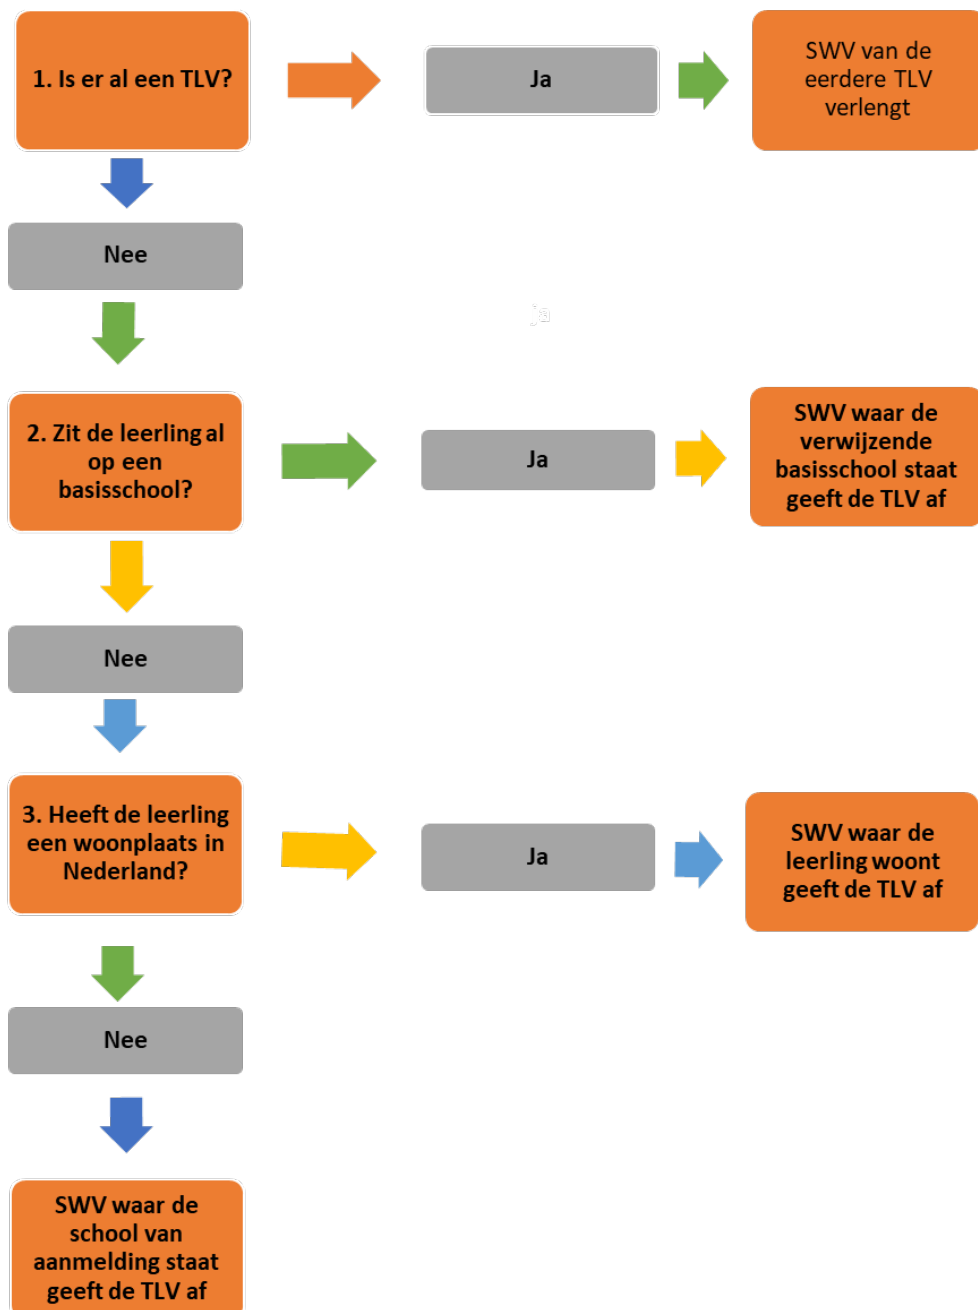 1. Is er al een TLV?
Ja
SWV van de
eerdere TLV
verlengt
Nee
ja
2. Zit de leerling al
op een
basisschool?
Ja
SWV waar de
verwijzende
basisschool staat
geeft de TLV af
Nee
3. Heeft de leerling
een woonplaats in
Nederland?
Ja
SWV waar de
leerling woont
geeft de TLV af
Nee
SWV waar de
school van
aanmelding staat
geeft de TLV af